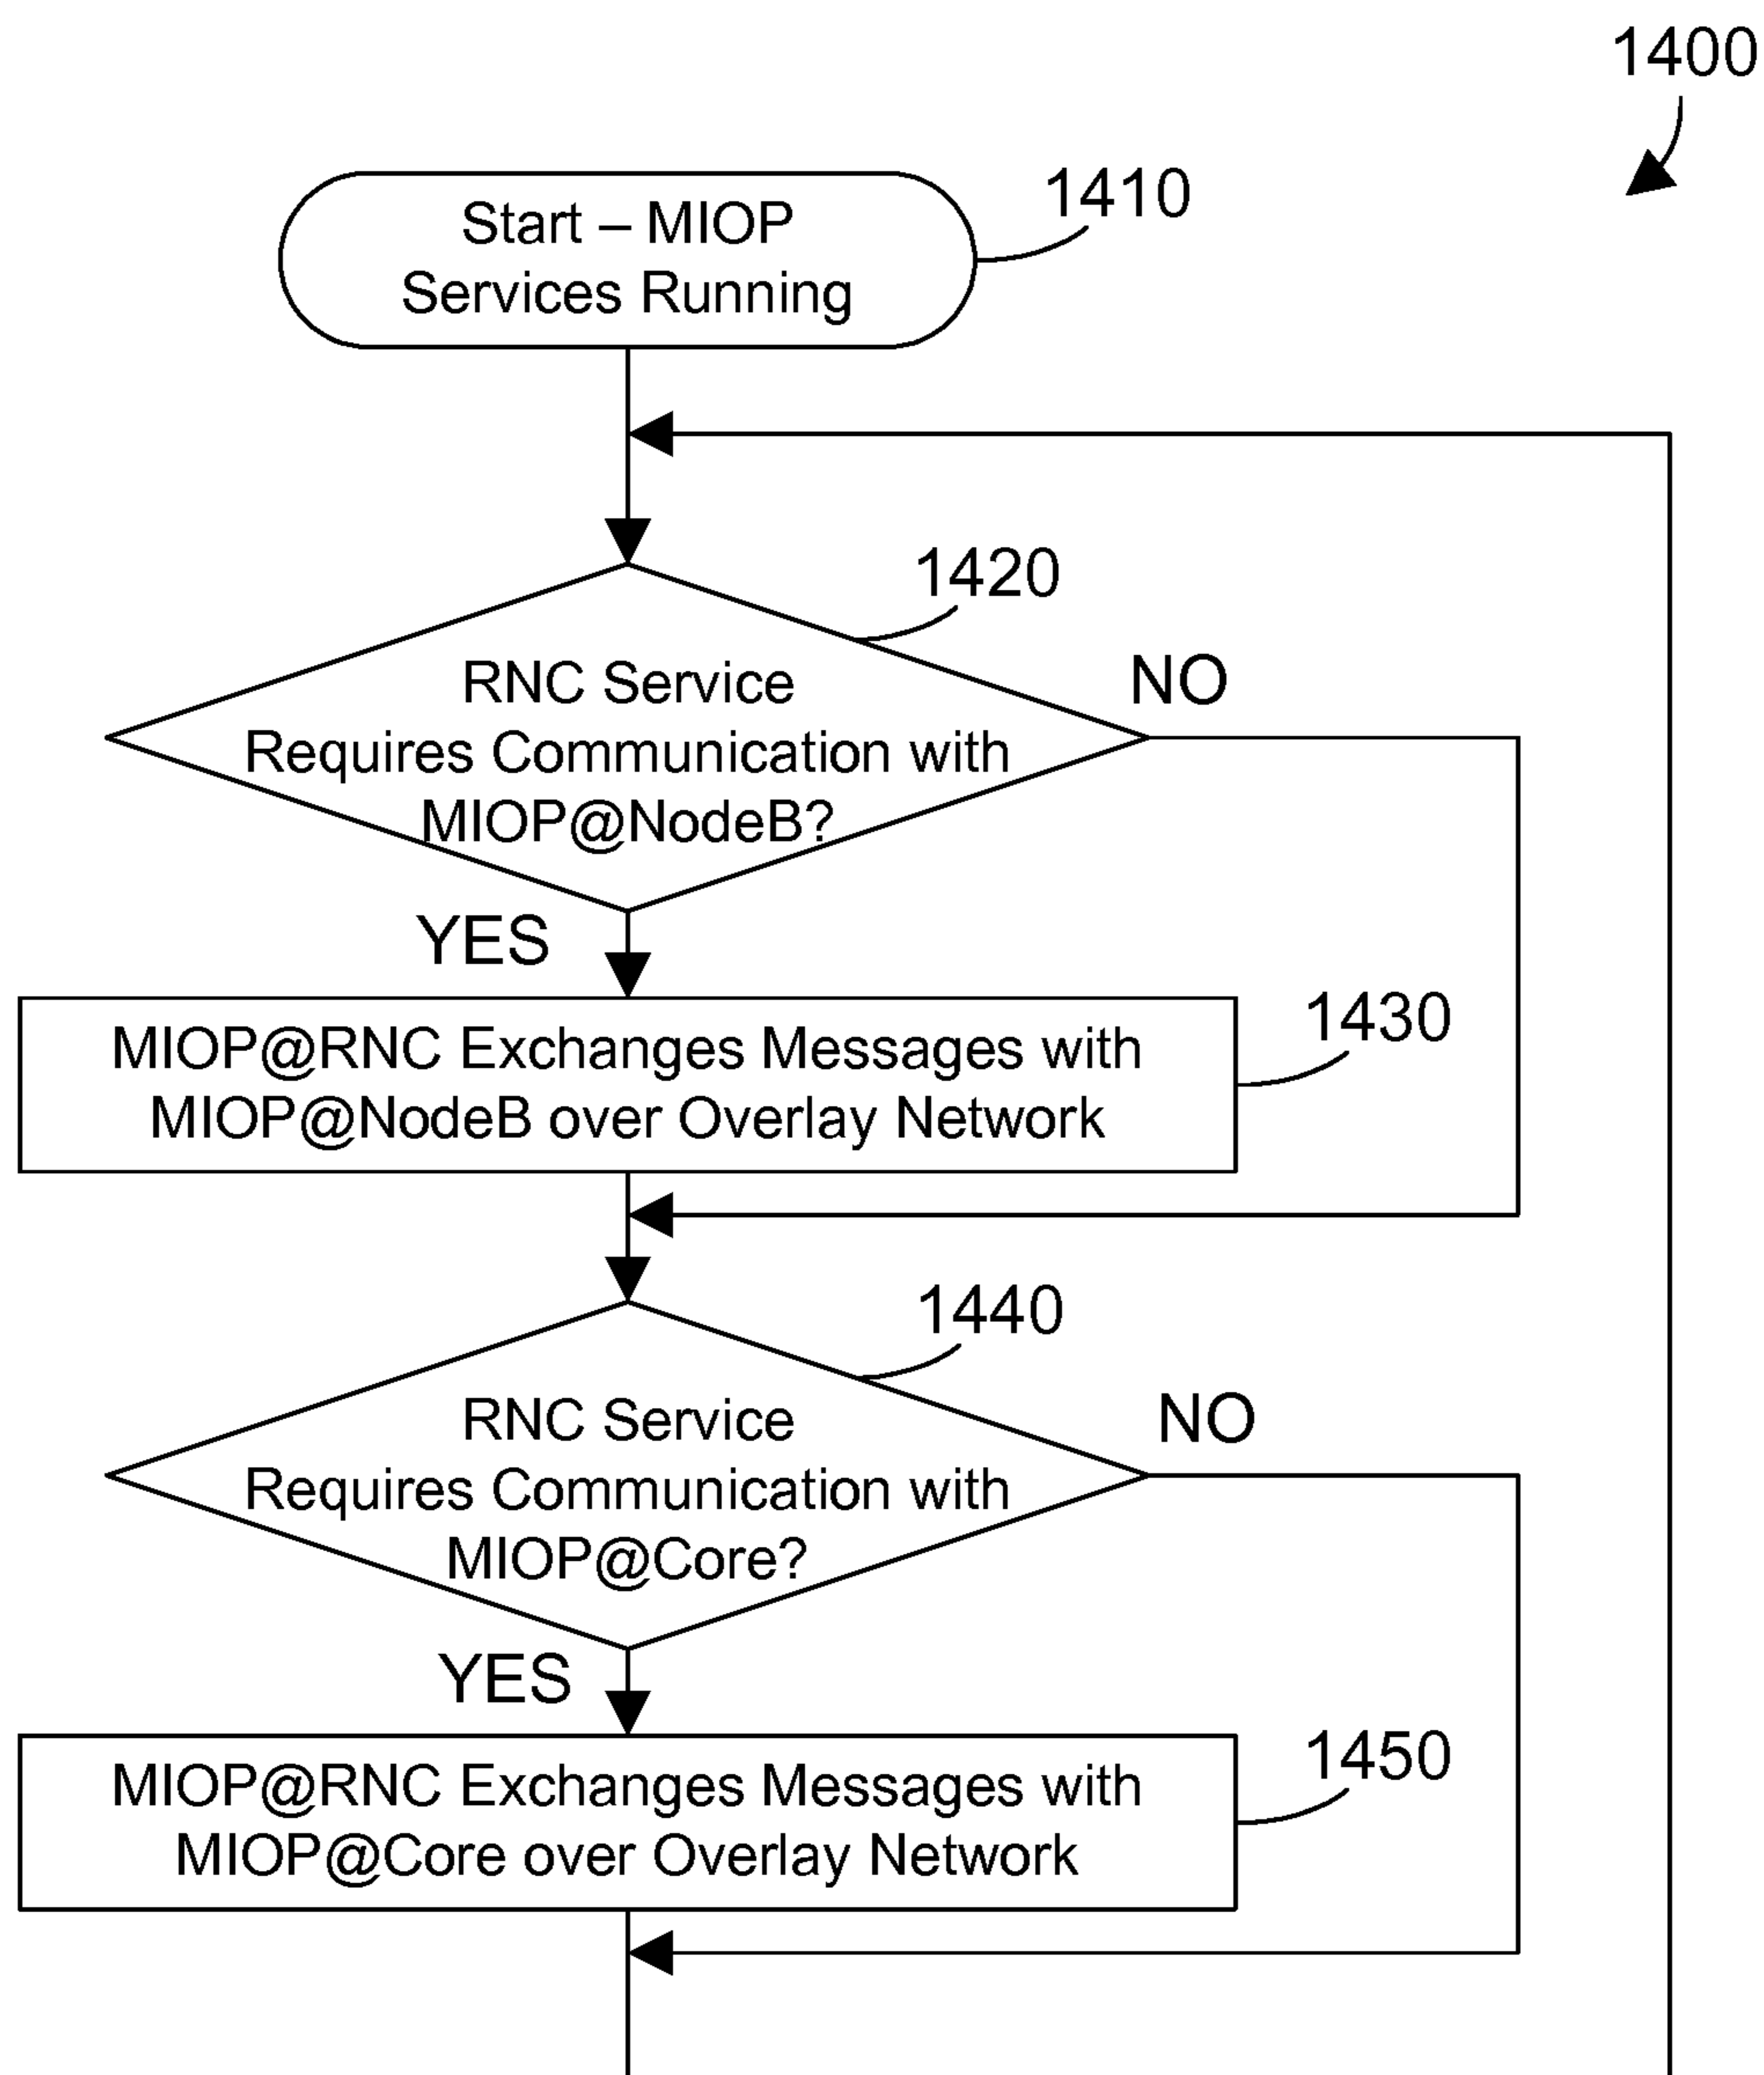 1400
Start – MIOP
Services Running
1410
1420
RNC Service
Requires Communication with
MIOP@NodeB?
NO
YES
MIOP@RNC Exchanges Messages with
MIOP@NodeB over Overlay Network
1430
1440
RNC Service
Requires Communication with
MIOP@Core?
NO
YES
MIOP@RNC Exchanges Messages with
MIOP@Core over Overlay Network
1450